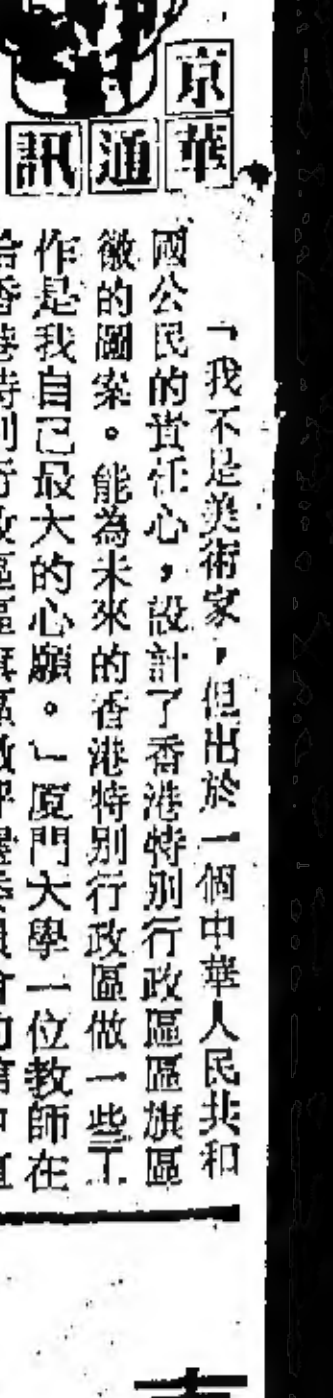 京華通訊
「我不是美術家，但出於一個中華人民共和
國公民的責任心，設計了香港特別行政區區旗區
徽的圖案。能為未來的香港特別行政區做一些工
作是我自己最大的心願。」厦門大學一位教師在